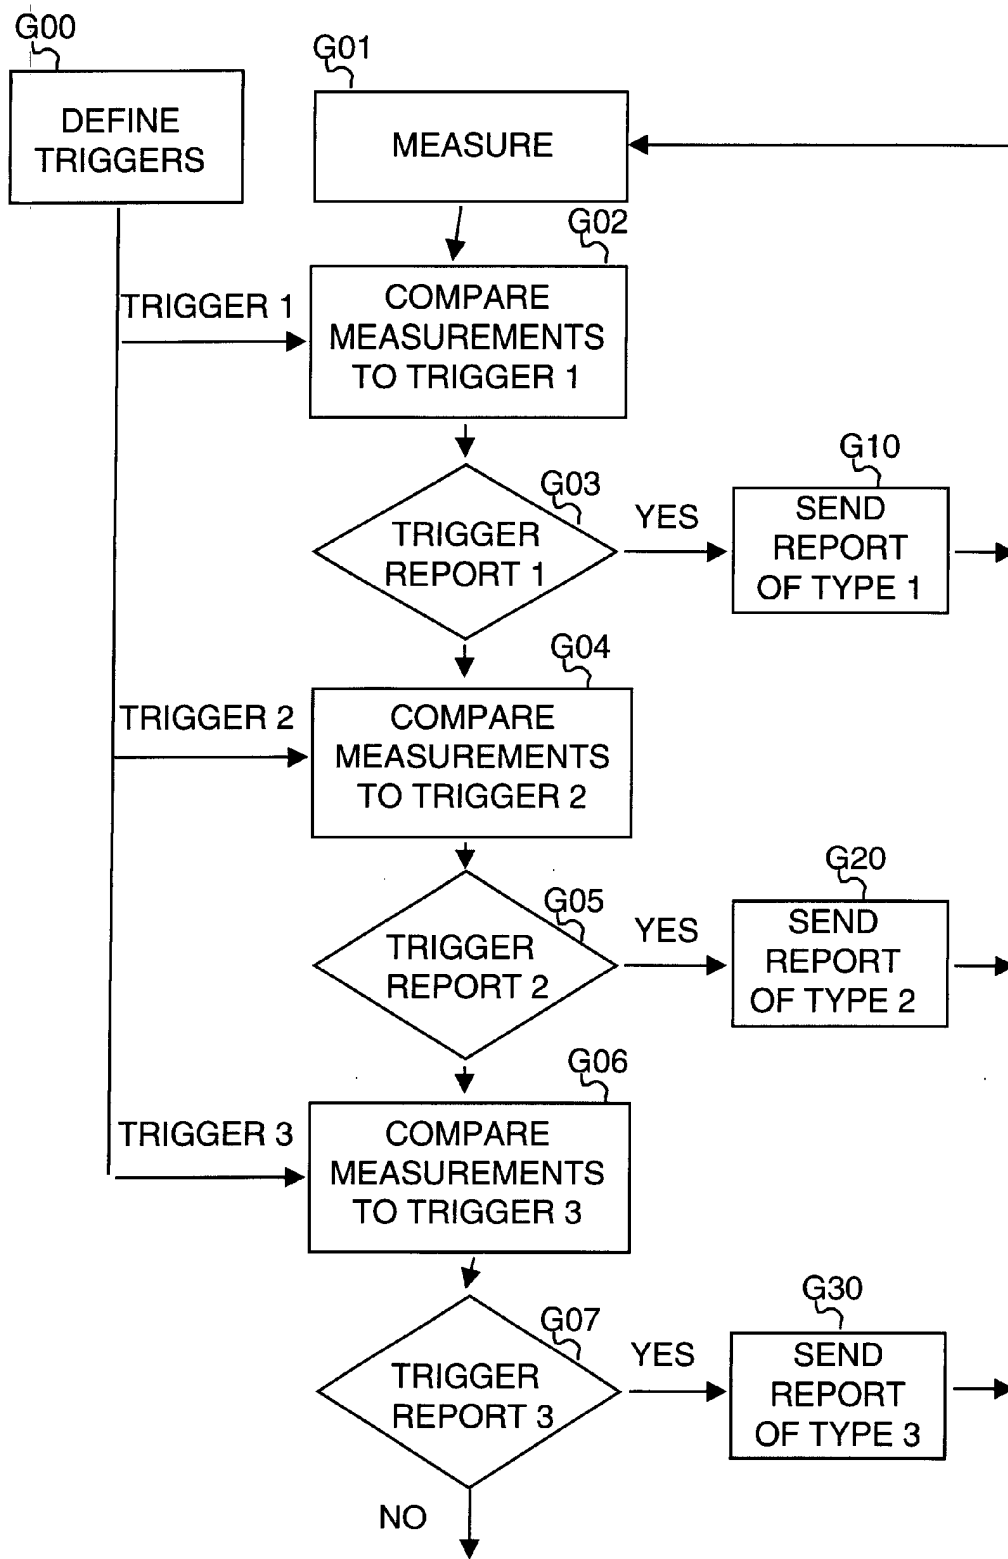 G00
DEFINE
TRIGGERS
G01
MEASURE
G02
TRIGGER 1
COMPARE
MEASUREMENTS
TO TRIGGER 1
G03
TRIGGER
REPORT 1
YES
G10
SEND
REPORT
OF TYPE 1
G04
TRIGGER 2
COMPARE
MEASUREMENTS
TO TRIGGER 2
G05
TRIGGER
REPORT 2
YES
G20
SEND
REPORT
OF TYPE 2
G06
TRIGGER 3
COMPARE
MEASUREMENTS
TO TRIGGER 3
G07
TRIGGER
REPORT 3
YES
G30
SEND
REPORT
OF TYPE 3
NO